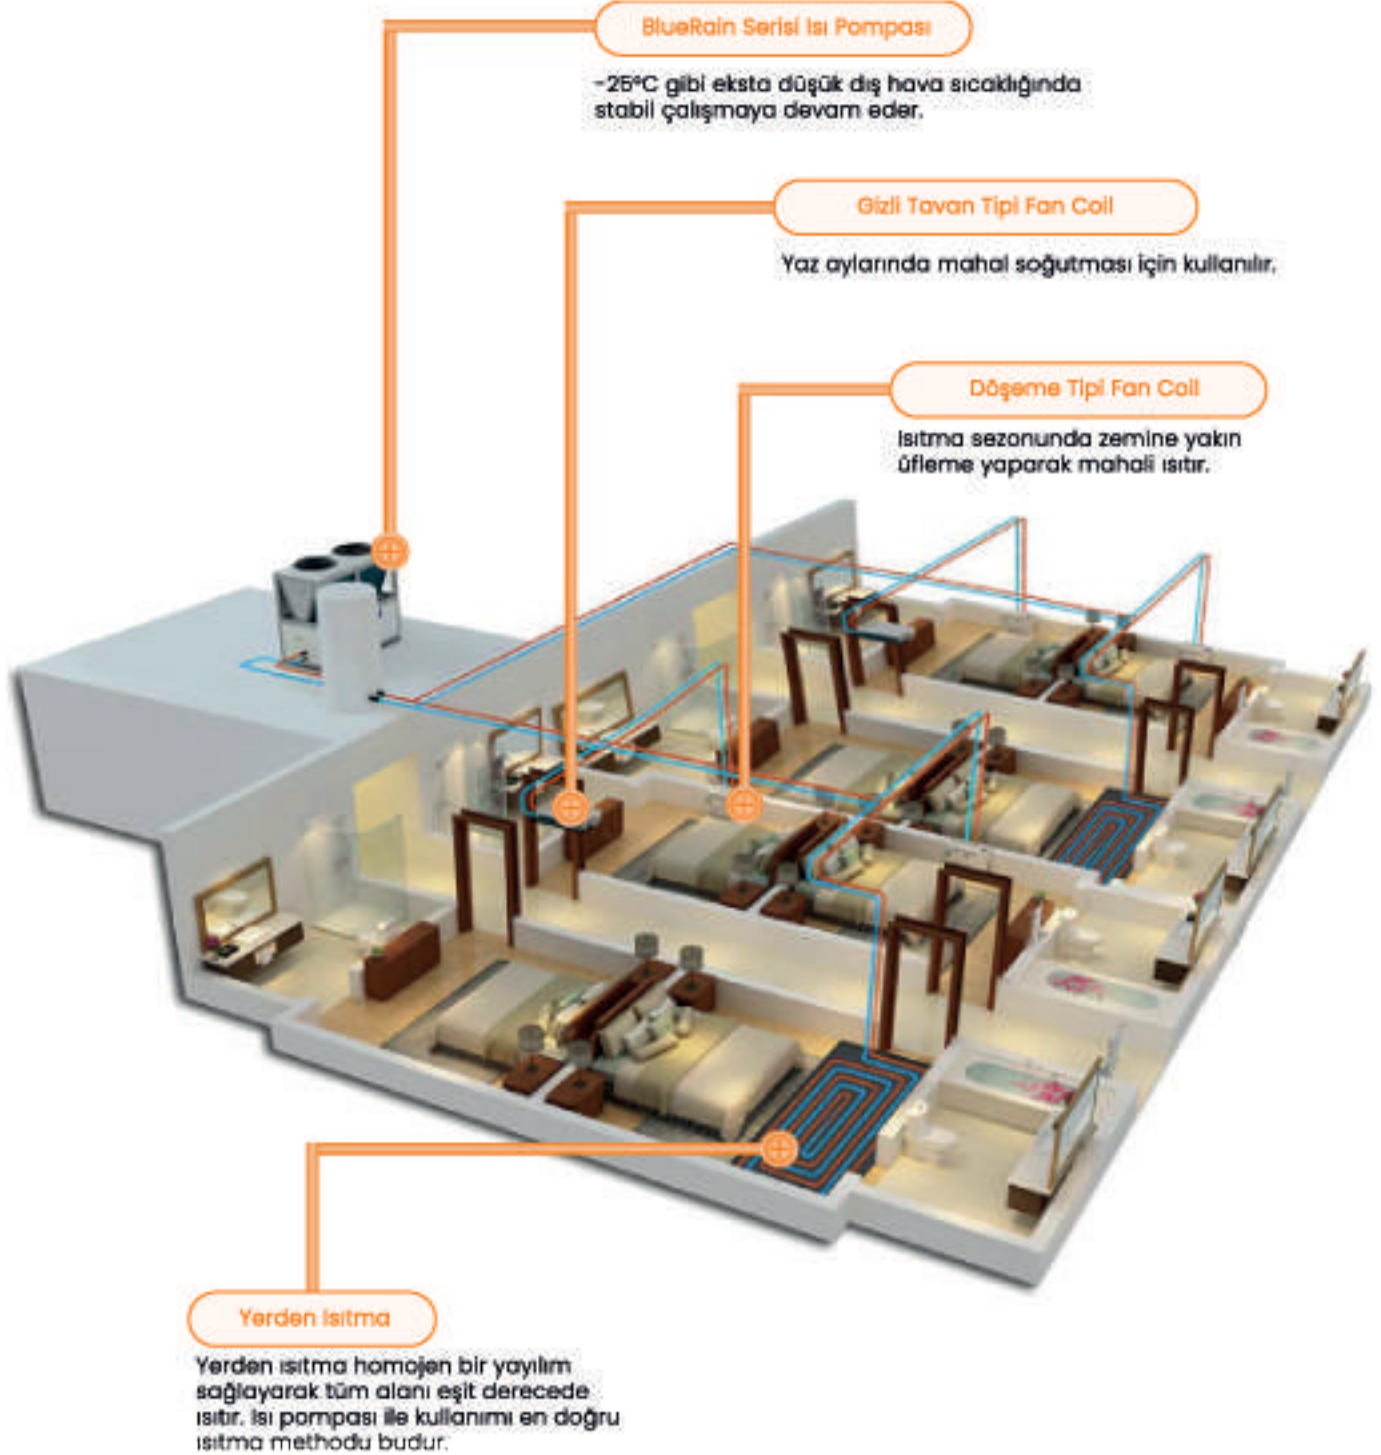 BlueRain Serisi Isı Pompası
-25°C gibi eksta düşük dış hava sıcaklığında
stabil çalışmaya devam eder.
Gizli Tavan Tipi Fan Coil
Yaz aylarında mahal soğutması için kullanılır.
Döşeme Tipi Fan Coil
Isıtma sezonunda zemine yakın
üfleme yaparak mahali ısıtır.
Yerden Isıtma
Yerden ısıtma homojen bir yayılım
sağlayarak tüm alanı eşit derecede
ısıtır. Isı pompası ile kullanımı en doğru
ısıtma methodu budur.